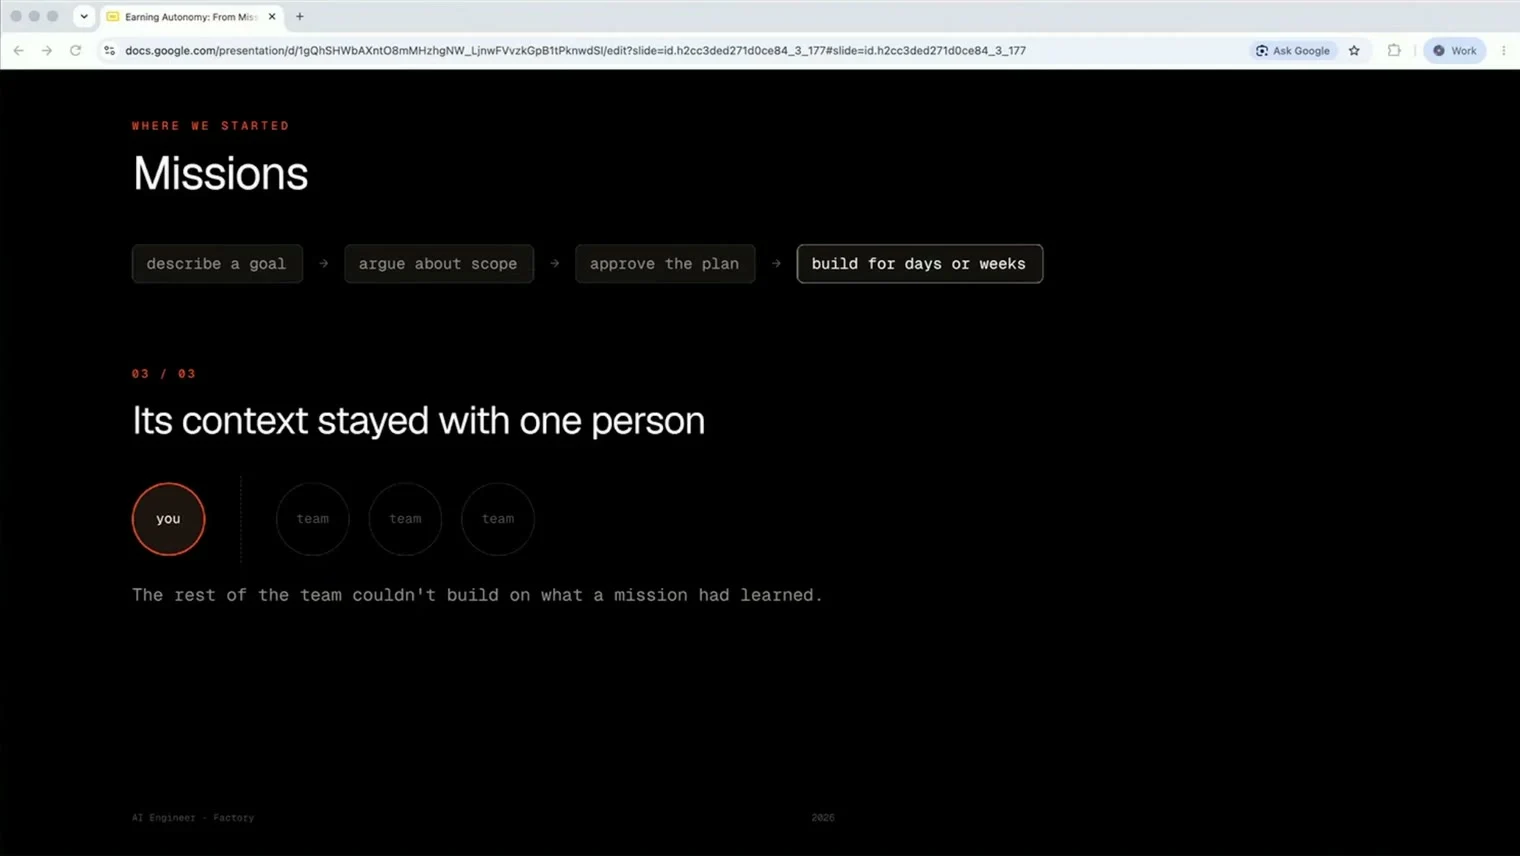 Earning Autonomy: From Miss
docs.google.com/presentation/d/1gQhSHWbAXntO8mMHzhgNW_LjnwFVvzkGpB1tPknwdSI/edit?slide=id.h2cc3ded271d0ce84_3_177#slide=id.h2cc3ded271d0ce84_3_177
Ask Google
Work
WHERE WE STARTED
Missions
describe a goal → argue about scope → approve the plan → build for days or weeks
03 / 03
Its context stayed with one person
you team team team
The rest of the team couldn't build on what a mission had learned.
AI Engineer - Factory 2026